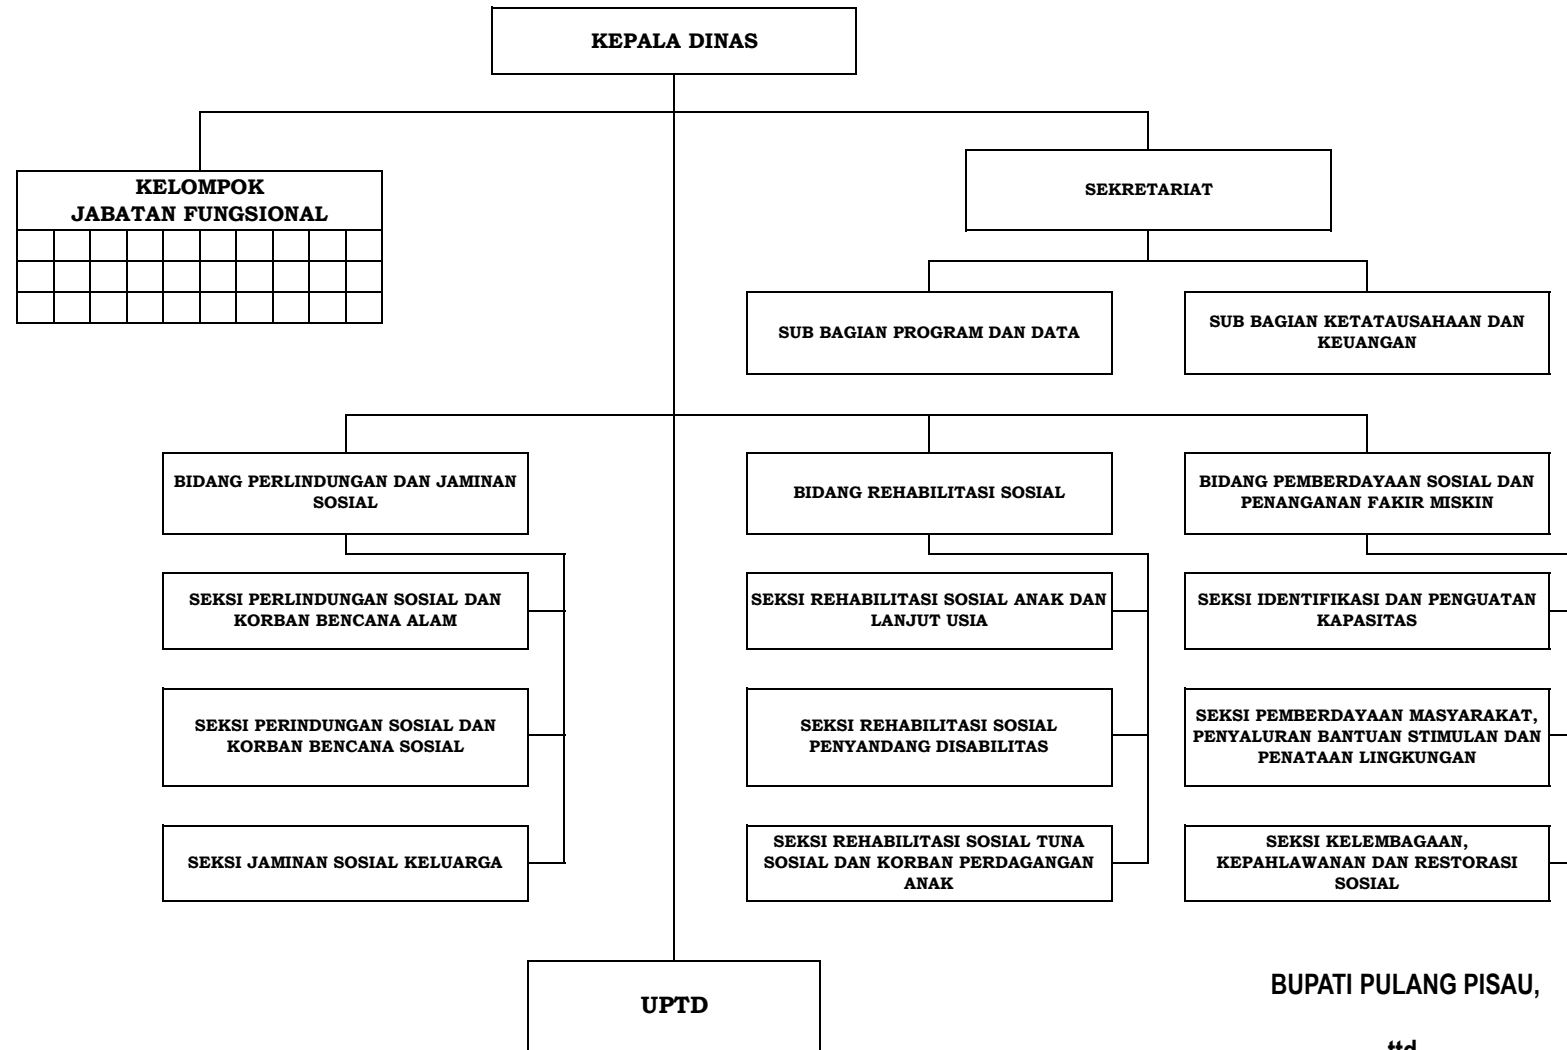 KEPALA DINAS
KELOMPOK
JABATAN FUNGSIONAL
SEKRETARIAT
SUB BAGIAN PROGRAM DAN DATA
SUB BAGIAN KETATAUSAHAAN DAN
KEUANGAN
BIDANG PERLINDUNGAN DAN JAMINAN
SOSIAL
BIDANG REHABILITASI SOSIAL
BIDANG PEMBERDAYAAN SOSIAL DAN
PENANGANAN FAKIR MISKIN
SEKSI PERLINDUNGAN SOSIAL DAN
KORBAN BENCANA ALAM
SEKSI REHABILITASI SOSIAL ANAK DAN
LANJUT USIA
SEKSI IDENTIFIKASI DAN PENGUATAN
KAPASITAS
SEKSI PERINDUNGAN SOSIAL DAN
KORBAN BENCANA SOSIAL
SEKSI REHABILITASI SOSIAL
PENYANDANG DISABILITAS
SEKSI PEMBERDAYAAN MASYARAKAT,
PENYALURAN BANTUAN STIMULAN DAN
PENATAAN LINGKUNGAN
SEKSI JAMINAN SOSIAL KELUARGA
SEKSI REHABILITASI SOSIAL TUNA
SOSIAL DAN KORBAN PERDAGANGAN
ANAK
SEKSI KELEMBAGAAN,
KEPAHLAWANAN DAN RESTORASI
SOSIAL
UPTD
BUPATI PULANG PISAU,
ttd